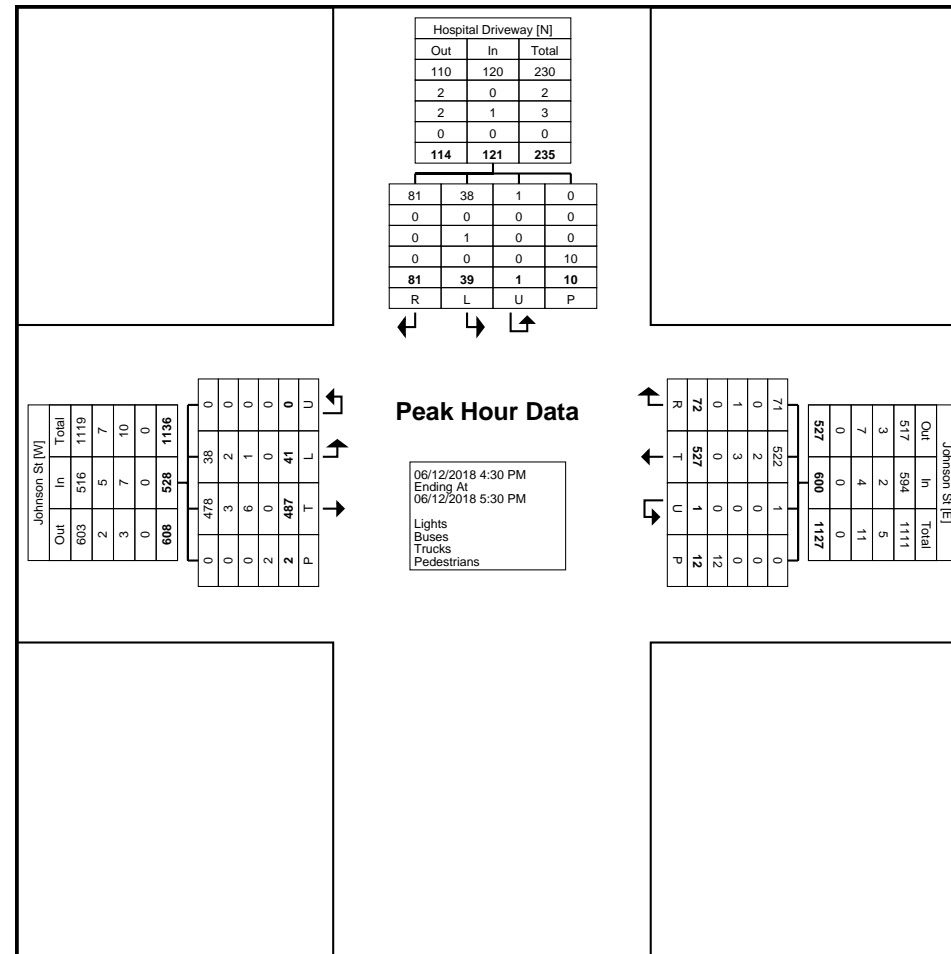 Hospital Driveway [N]
Out In Total
110 120 230
2 0 2
2 1 3
0 0 0
114 121 235
81 38 1 0
0 0 0 0
0 1 0 0
0 0 0 10
81 39 1 10
R L U P
Peak Hour Data
06/12/2018 4:30 PM
Ending At
06/12/2018 5:30 PM
Lights
Buses
Trucks
Pedestrians
Johnson St [W]
Total 1119 7 10 0 1136
In 516 5 7 0 528
Out 603 2 3 0 608
0 0 0 0 0 U
38 2 1 0 41 L
478 3 6 0 487 T
0 0 0 2 2 P
R 72 0 1 0 71
T 527 0 3 2 522
U 1 0 0 0 1
P 12 12 0 0 0
Johnson St [E]
Out In Total
517 594 1111
3 2 5
7 4 11
0 0 0
527 600 1127